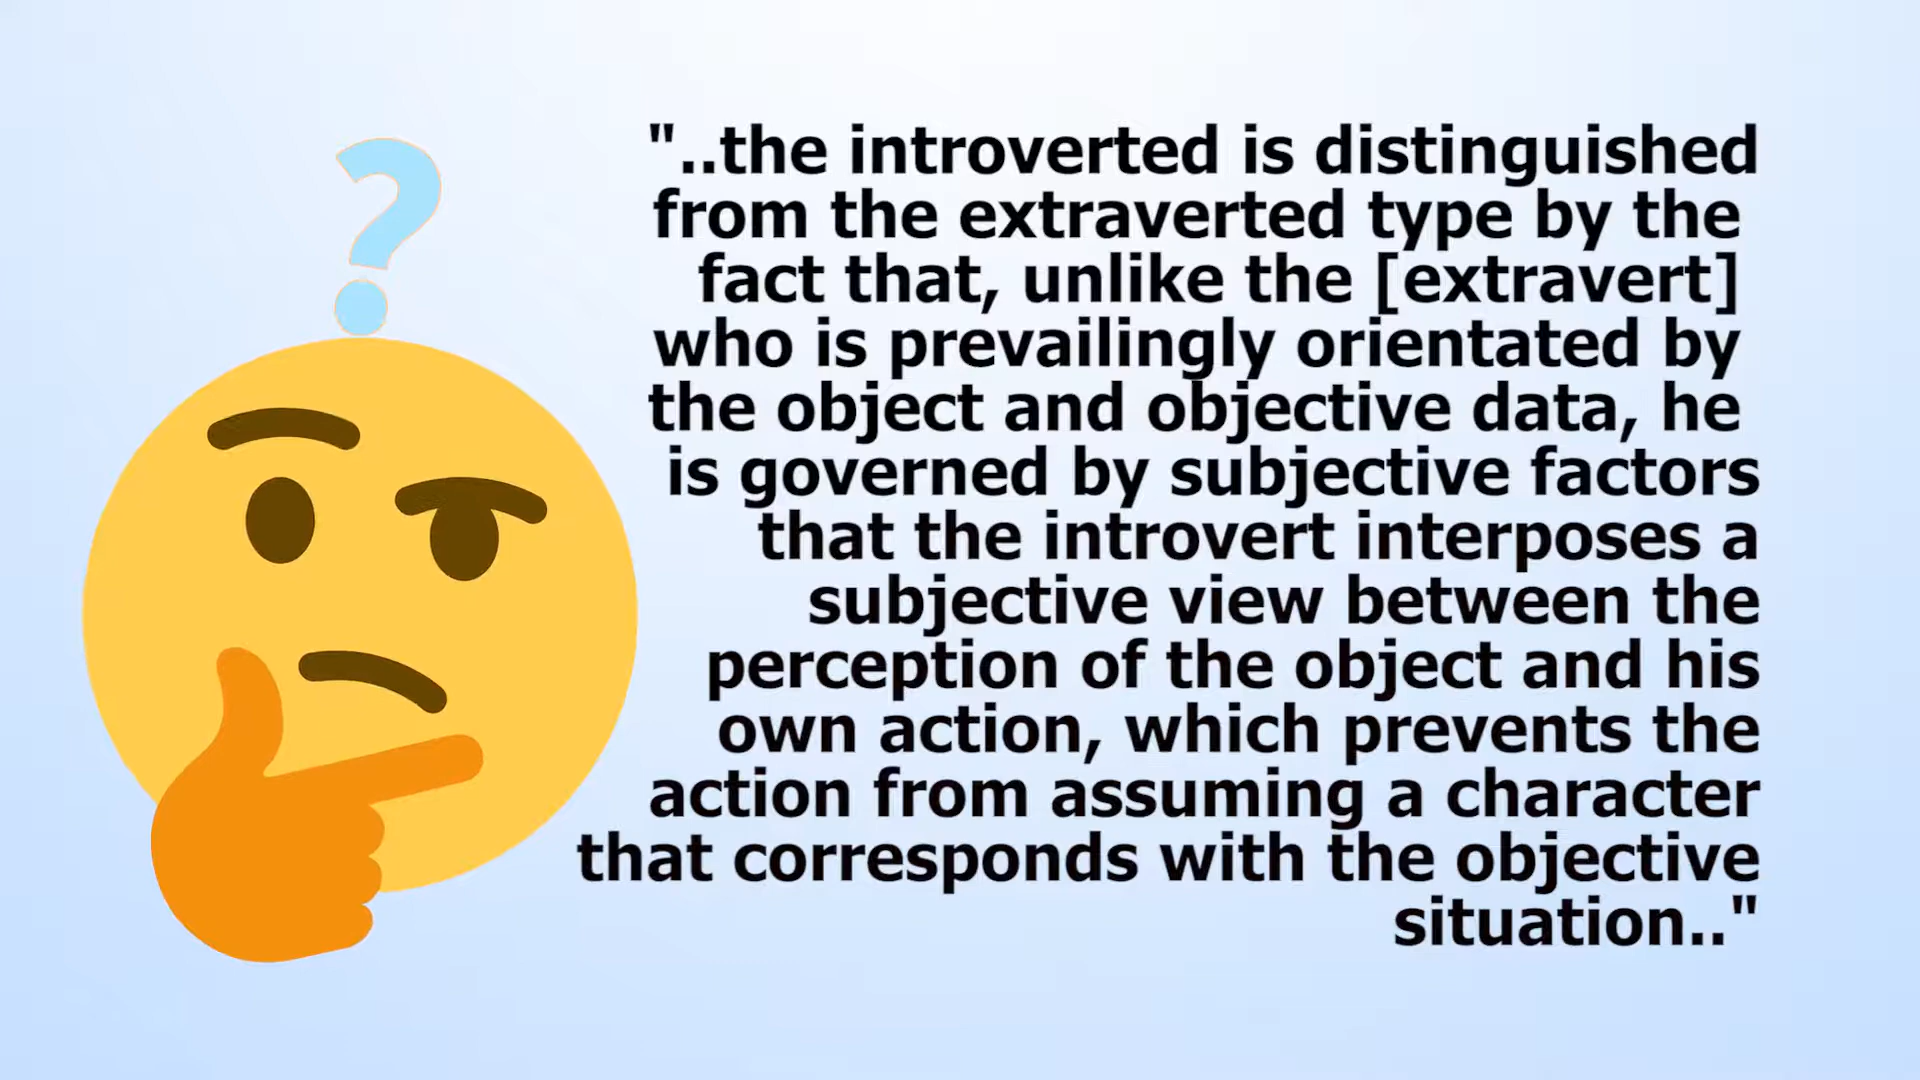 ?
"..the introverted is distinguished
from the extraverted type by the
fact that, unlike the [extravert]
who is prevailingly orientated by
the object and objective data, he
is governed by subjective factors
that the introvert interposes a
subjective view between the
perception of the object and his
own action, which prevents the
action from assuming a character
that corresponds with the objective
situation.."